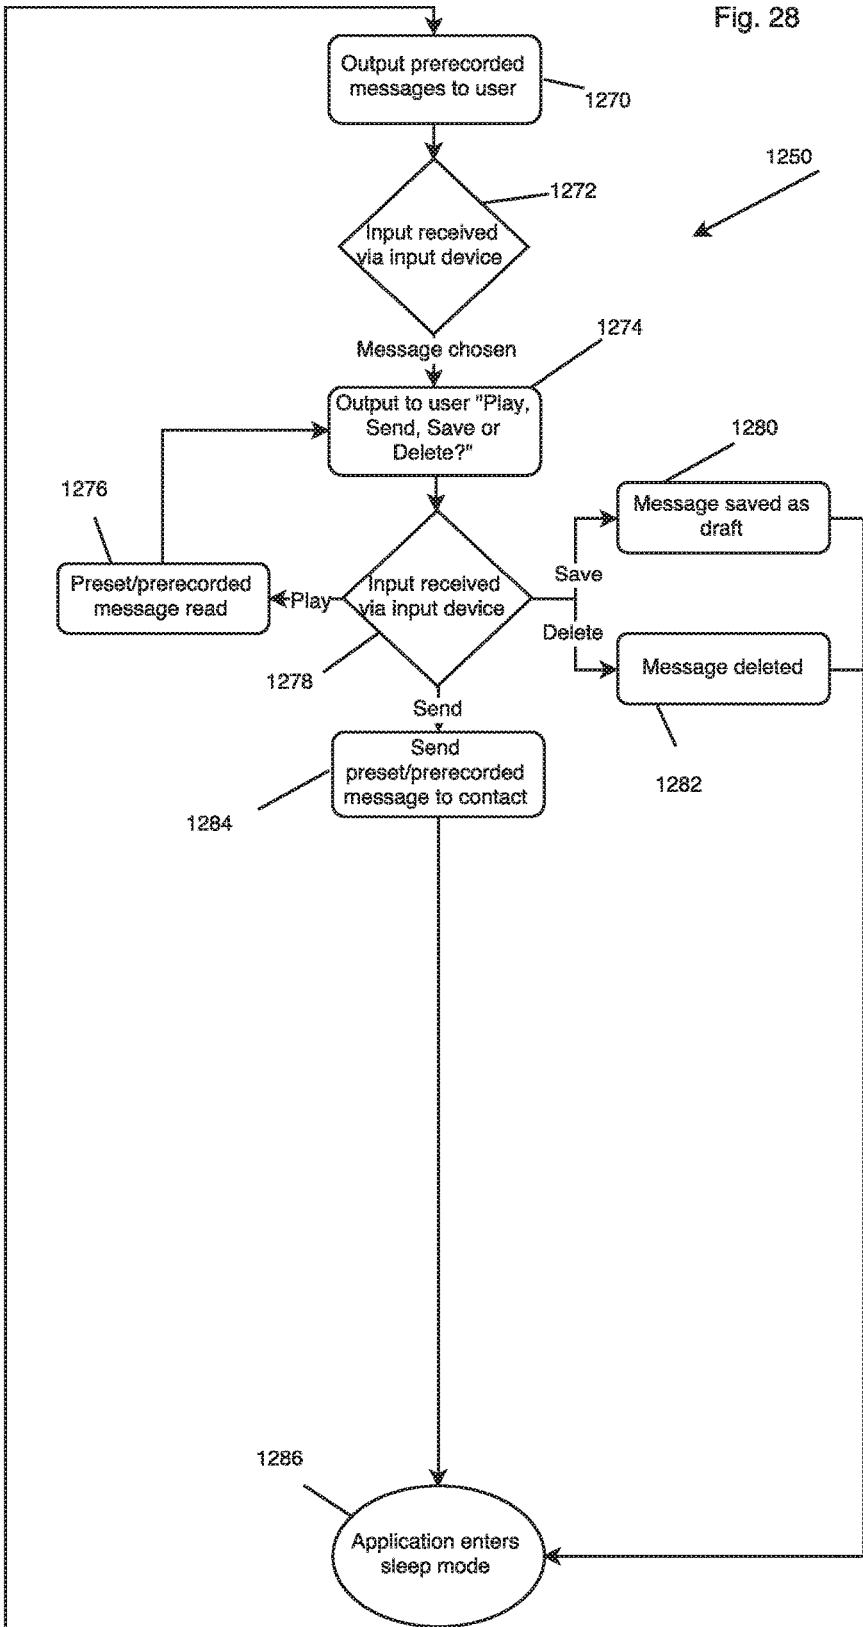 Fig. 28
Output prerecorded
messages to user
1270
1250
1272
Input received
via input device
Message chosen
1274
Output to user "Play,
Send, Save or
Delete?"
1276
Preset/prerecorded
message read
Play
Input received
via input device
1278
Save
Delete
1280
Message saved as
draft
Message deleted
1282
Send
Send
preset/prerecorded
message to contact
1284
1286
Application enters
sleep mode